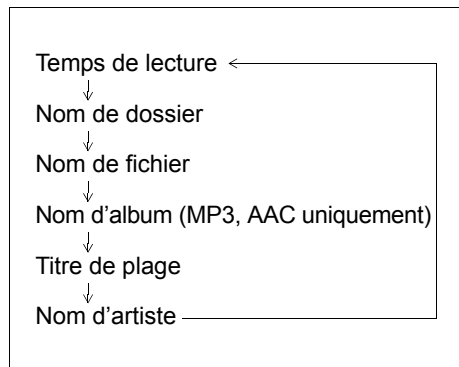 Temps de lecture
Nom de dossier
Nom de fichier
Nom d’album (MP3, AAC uniquement)
Titre de plage
Nom d’artiste